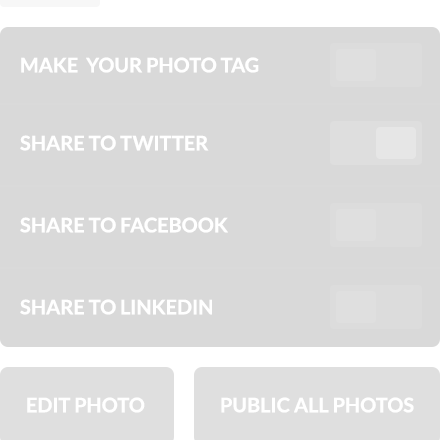 MAKE YOUR PHOTO TAG
SHARE TO TWITTER
SHARE TO FACEBOOK
SHARE TO LINKEDIN
EDIT PHOTO
PUBLIC ALL PHOTOS